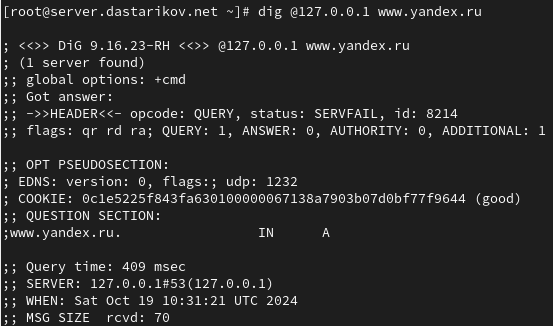 [root@server.dastarikov.net ~]# dig @127.0.0.1 www.yandex.ru
; <<>> DiG 9.16.23-RH <<>> @127.0.0.1 www.yandex.ru
; (1 server found)
;; global options: +cmd
;; Got answer:
;; ->>HEADER<<- opcode: QUERY, status: SERVFAIL, id: 8214
;; flags: qr rd ra; QUERY: 1, ANSWER: 0, AUTHORITY: 0, ADDITIONAL: 1
;; OPT PSEUDOSECTION:
; EDNS: version: 0, flags:; udp: 1232
; COOKIE: 0c1e5225f843fa630100000067138a7903b07d0bf77f9644 (good)
;; QUESTION SECTION:
;www.yandex.ru. IN A
;; Query time: 409 msec
;; SERVER: 127.0.0.1#53(127.0.0.1)
;; WHEN: Sat Oct 19 10:31:21 UTC 2024
;; MSG SIZE rcvd: 70